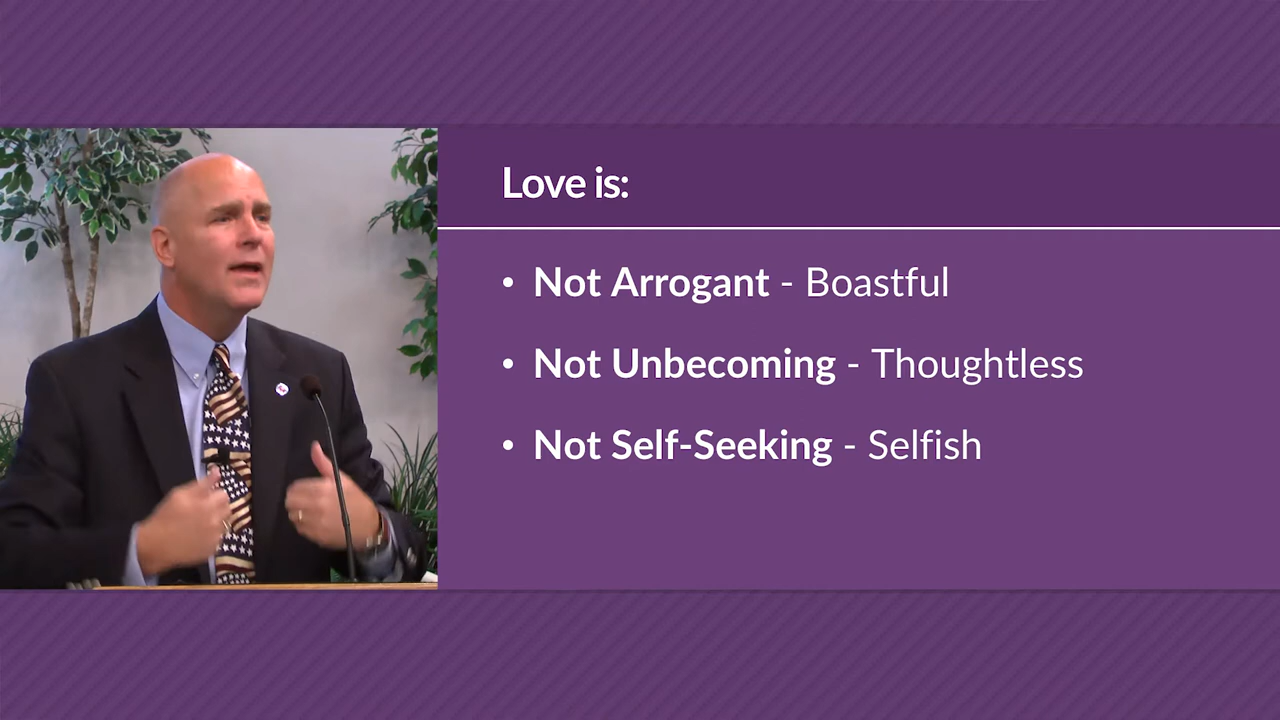 Love is:
• Not Arrogant - Boastful
• Not Unbecoming - Thoughtless
• Not Self-Seeking - Selfish